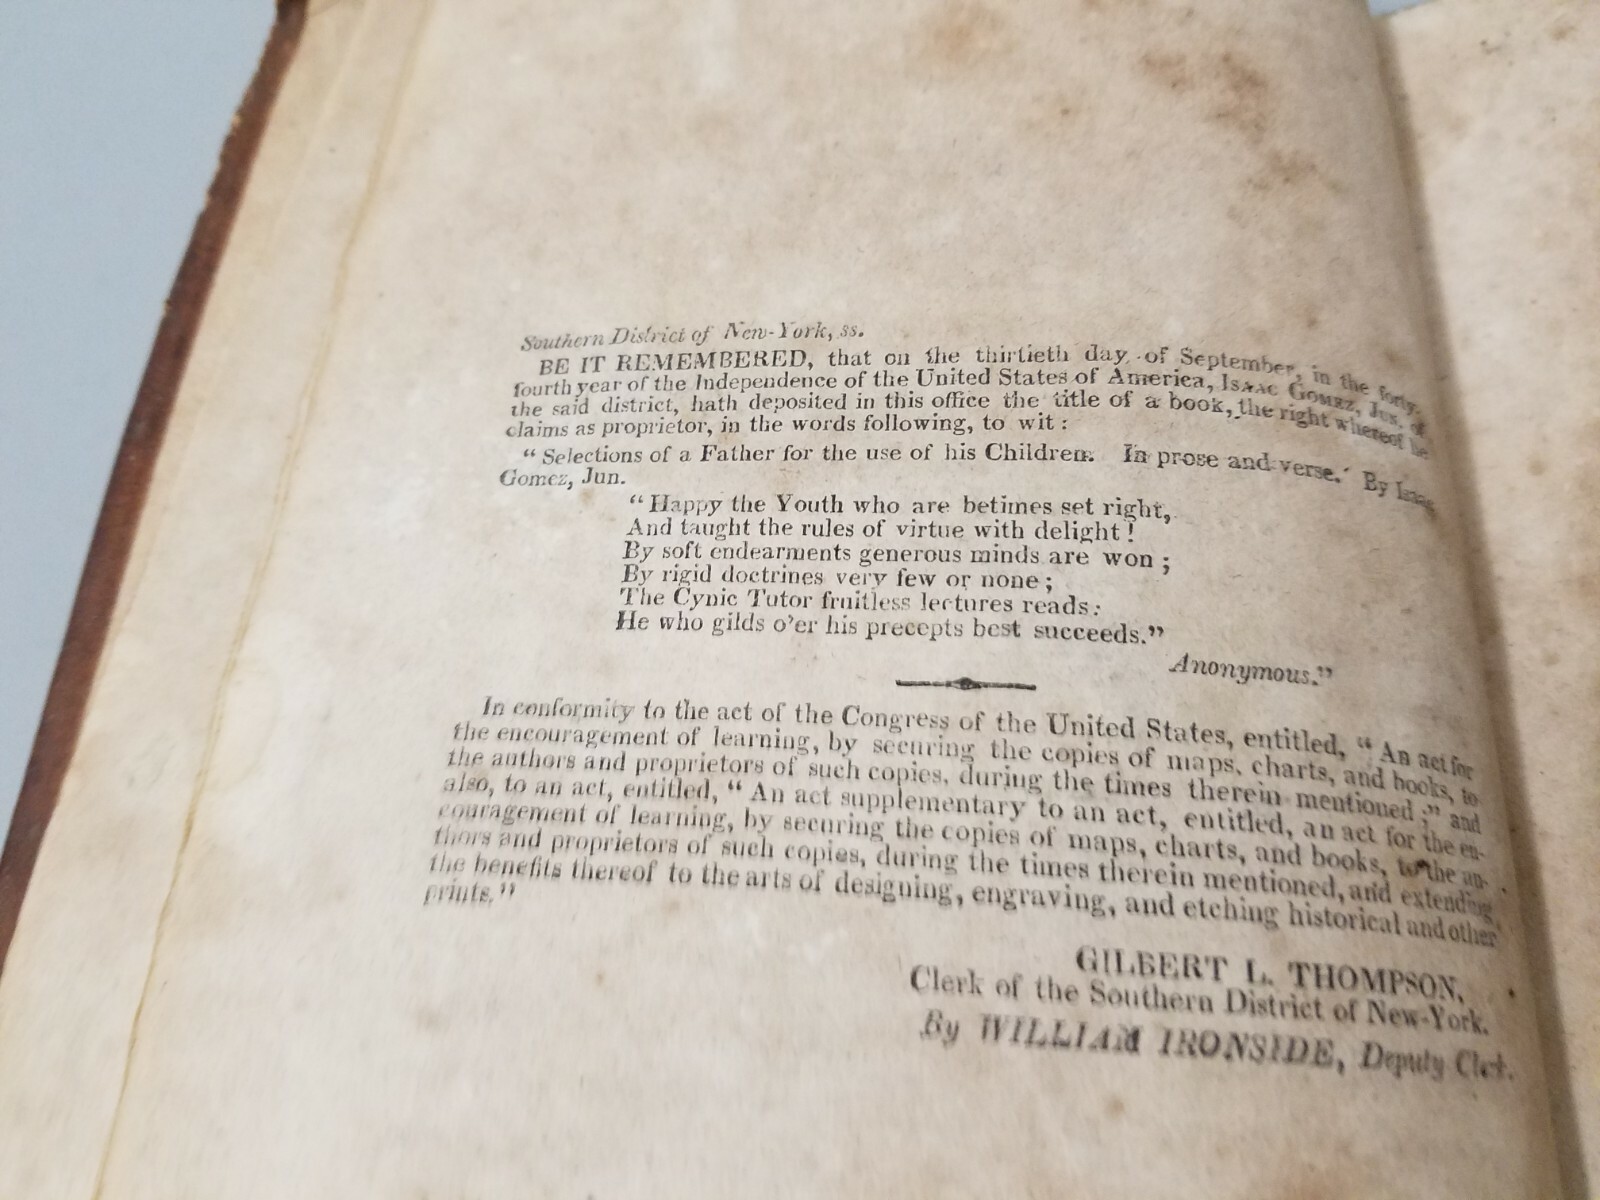 Southern District of New-York, ss.
BE IT REMEMBERED, that on the thirtieth day of September, in the forty-
fourth year of the Independence of the United States of America, ISAAC GOMEZ, JUN. of
the said district, hath deposited in this office the title of a book, the right whereof he
claims as proprietor, in the words following, to wit :
“ Selections of a Father for the use of his Children. In prose and verse. By Isaac
Gomez, Jun.
“ Happy the Youth who are betimes set right,
And taught the rules of virtue with delight !
By soft endearments generous minds are won ;
By rigid doctrines very few or none ;
The Cynic Tutor fruitless lectures reads :
He who gilds o’er his precepts best succeeds.”
Anonymous.”
In conformity to the act of the Congress of the United States, entitled, “ An act for
the encouragement of learning, by securing the copies of maps, charts, and books, to
the authors and proprietors of such copies, during the times therein mentioned ;” and
also, to an act, entitled, “ An act supplementary to an act, entitled, an act for the en-
couragement of learning, by securing the copies of maps, charts, and books, to the au-
thors and proprietors of such copies, during the times therein mentioned, and extending
the benefits thereof to the arts of designing, engraving, and etching historical and other
prints.”
GILBERT L. THOMPSON,
Clerk of the Southern District of New-York.
By WILLIAM IRONSIDE, Deputy Clerk.